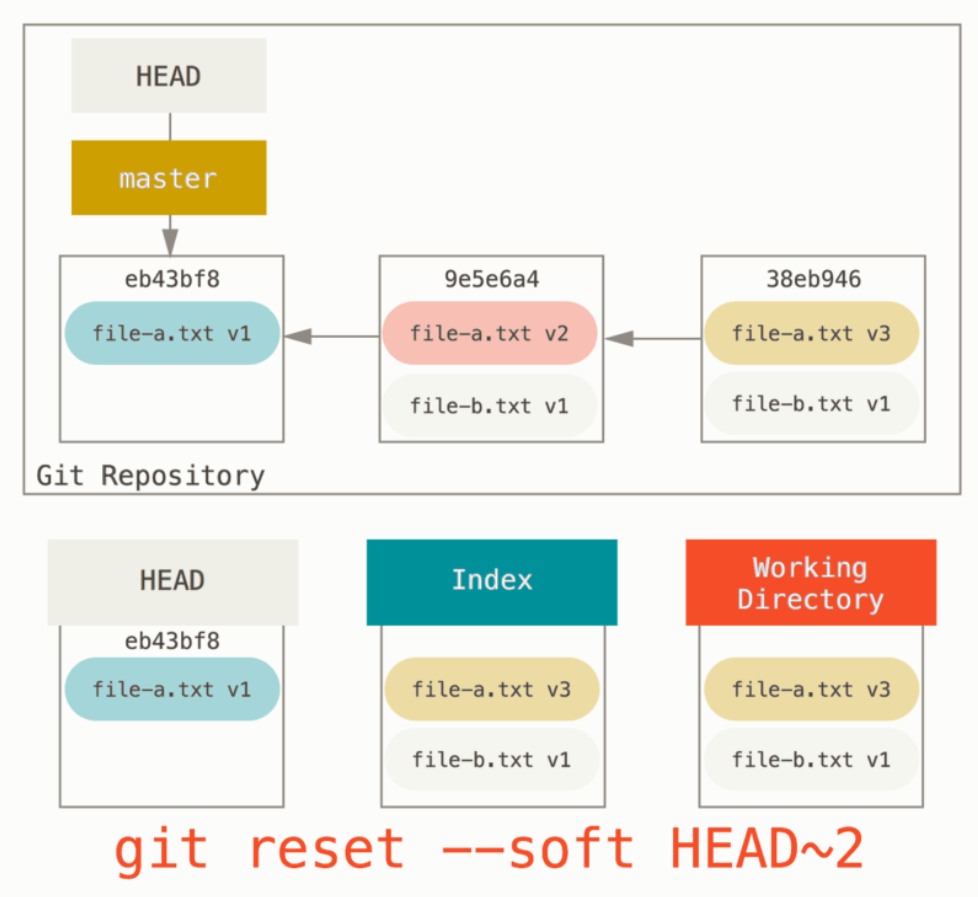 HEAD
master
eb43bf8
9e5e6a4
38eb946
file-a.txt v1
file-a.txt v2
file-a.txt v3
file-b.txt v1
file-b.txt v1
Git Repository
HEAD
Index
Working
Directory
eb43bf8
file-a.txt v1
file-a.txt v3
file-a.txt v3
file-b.txt v1
file-b.txt v1
git reset --soft HEAD~2